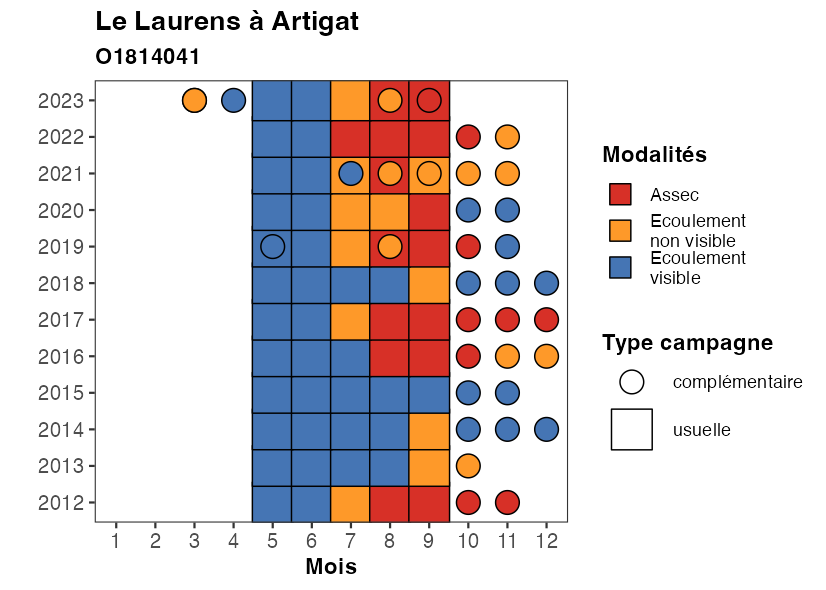 Le Laurens à Artigat
O1814041
2023
2022
2021
2020
2019
2018
2017
2016
2015
2014
2013
2012
1 2 3 4 5 6 7 8 9 10 11 12
Mois
Modalités
Assec
Ecoulement
non visible
Ecoulement
visible
Type campagne
complémentaire
usuelle